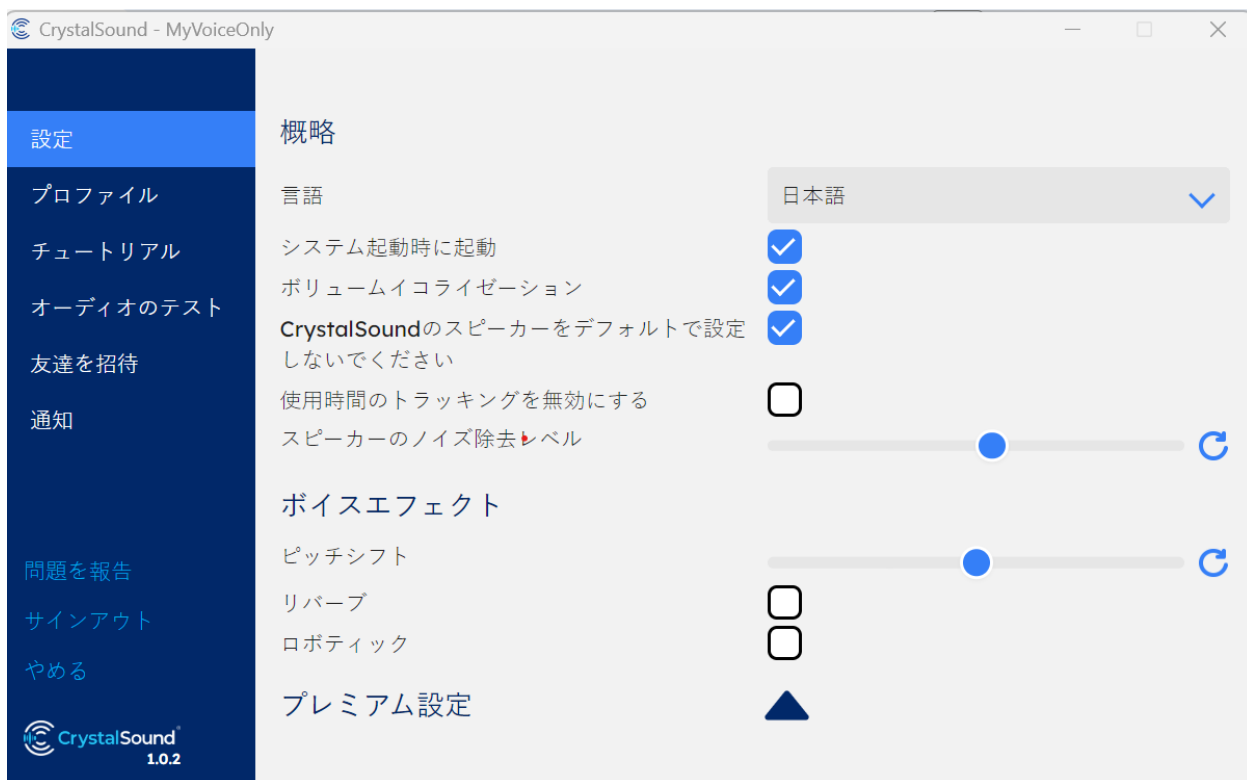 CrystalSound - MyVoiceOnly
設定
プロファイル
チュートリアル
オーディオのテスト
友達を招待
通知
問題を報告
サインアウト
やめる
CrystalSound
1.0.2
概略
言語
日本語
システム起動時に起動
ボリュームイコライゼーション
CrystalSoundのスピーカーをデフォルトで設定
しないでください
使用時間のトラッキングを無効にする
スピーカーのノイズ除去レベル
ボイスエフェクト
ピッチシフト
リバーブ
ロボティック
プレミアム設定